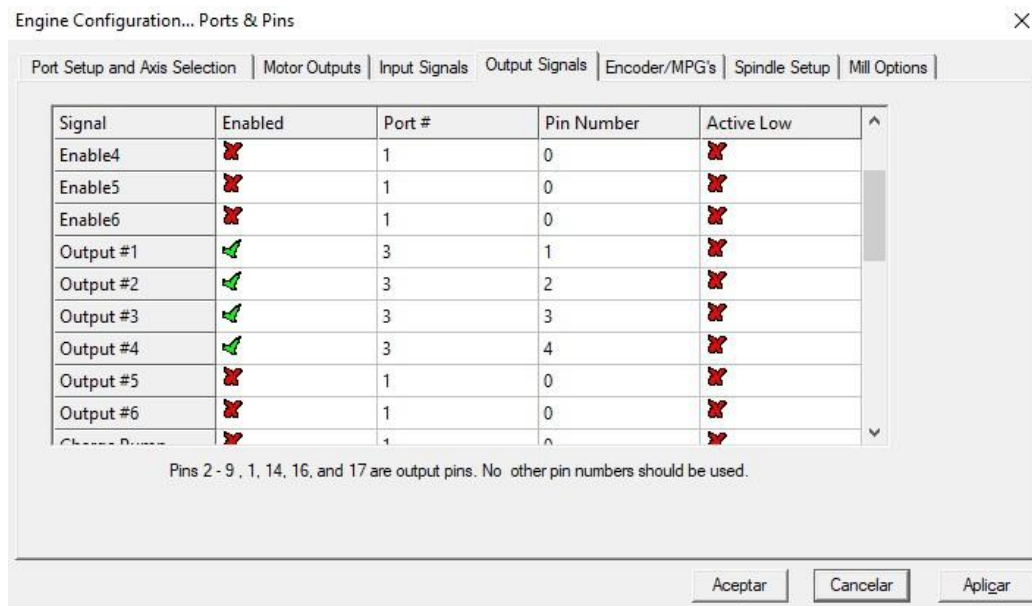 Engine Configuration... Ports & Pins
Port Setup and Axis Selection Motor Outputs Input Signals Output Signals Encoder/MPG's Spindle Setup Mill Options
Signal Enabled Port # Pin Number Active Low
Enable4 1 0
Enable5 1 0
Enable6 1 0
Output #1 3 1
Output #2 3 2
Output #3 3 3
Output #4 3 4
Output #5 1 0
Output #6 1 0
Charge Pump 1 0
Pins 2 - 9 , 1, 14, 16, and 17 are output pins. No other pin numbers should be used.
Aceptar Cancelar Aplicar